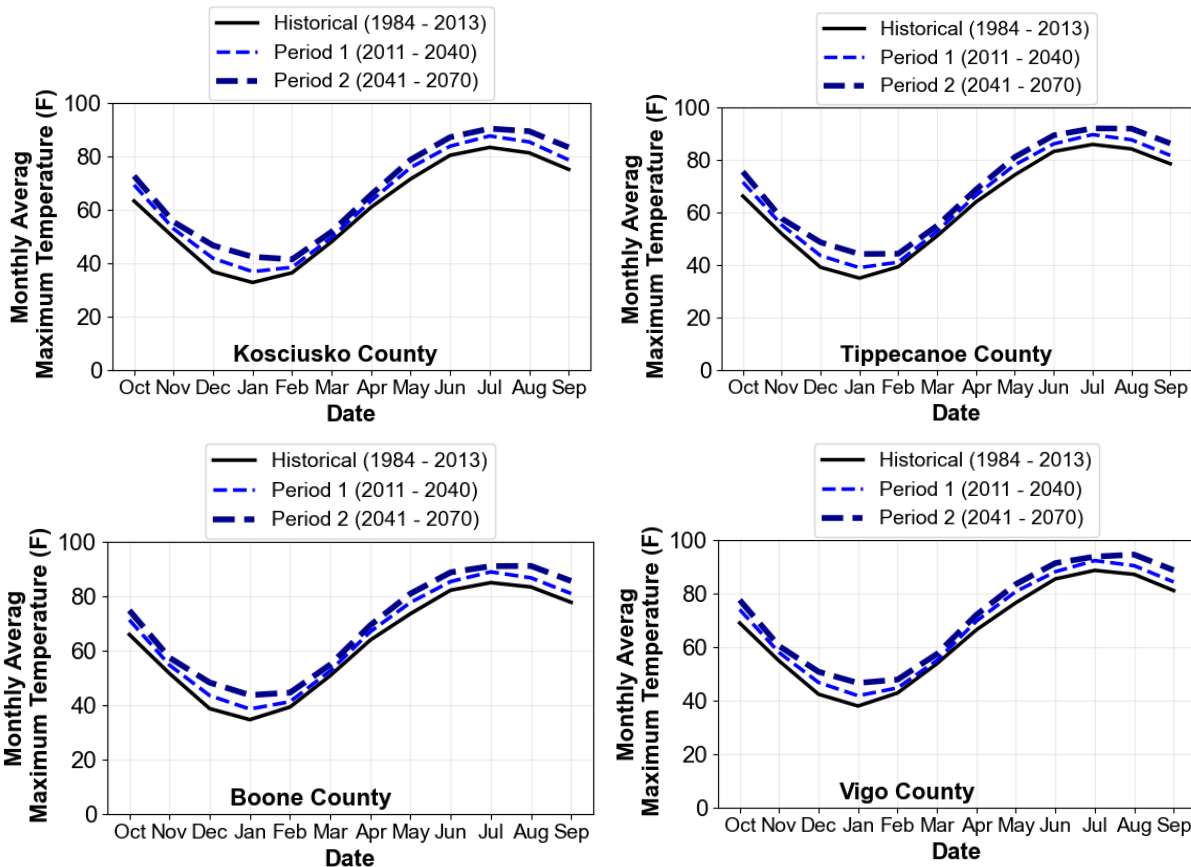 Historical (1984 - 2013)
Period 1 (2011 - 2040)
Period 2 (2041 - 2070)
Monthly Averag
Maximum Temperature (F)
100
80
60
40
20
0
Kosciusko County
Oct Nov Dec Jan Feb Mar Apr May Jun Jul Aug Sep
Date
Historical (1984 - 2013)
Period 1 (2011 - 2040)
Period 2 (2041 - 2070)
Monthly Averag
Maximum Temperature (F)
100
80
60
40
20
0
Tippecanoe County
Oct Nov Dec Jan Feb Mar Apr May Jun Jul Aug Sep
Date
Historical (1984 - 2013)
Period 1 (2011 - 2040)
Period 2 (2041 - 2070)
Monthly Averag
Maximum Temperature (F)
100
80
60
40
20
0
Boone County
Oct Nov Dec Jan Feb Mar Apr May Jun Jul Aug Sep
Date
Historical (1984 - 2013)
Period 1 (2011 - 2040)
Period 2 (2041 - 2070)
Monthly Averag
Maximum Temperature (F)
100
80
60
40
20
0
Vigo County
Oct Nov Dec Jan Feb Mar Apr May Jun Jul Aug Sep
Date